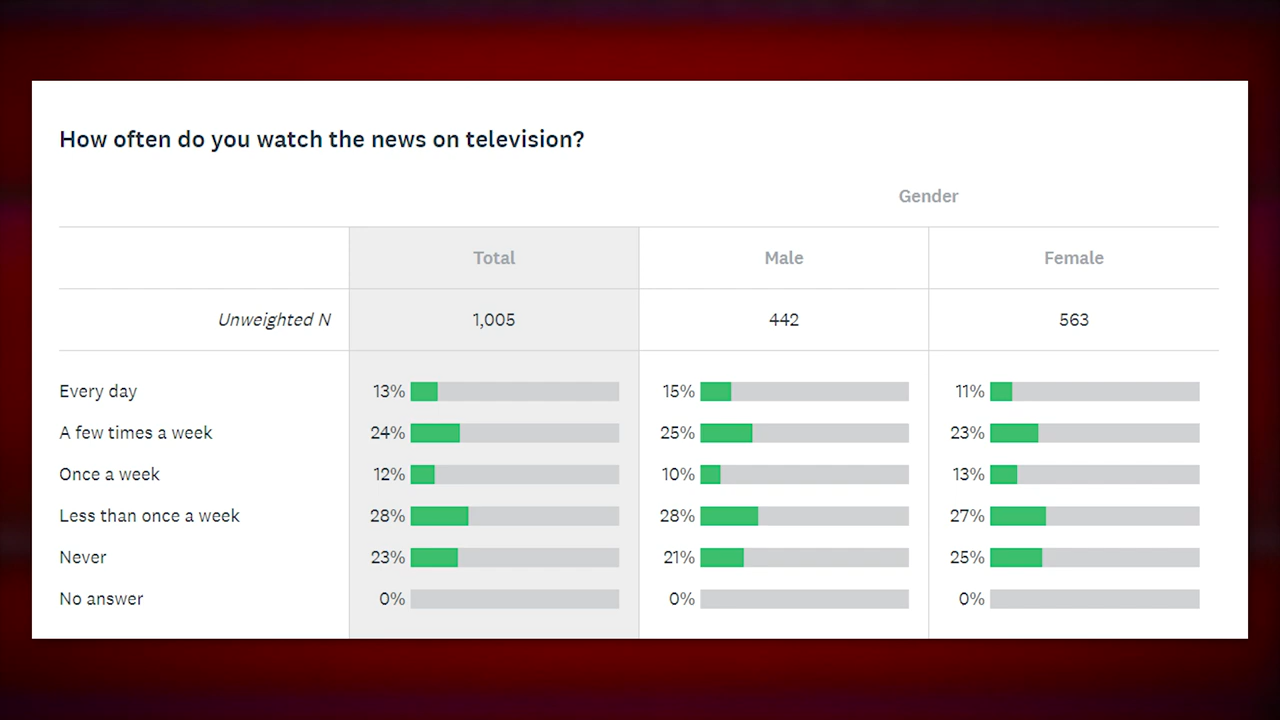 How often do you watch the news on television?
Gender
Total Male Female
Unweighted N 1,005 442 563
Every day 13% 15% 11%
A few times a week 24% 25% 23%
Once a week 12% 10% 13%
Less than once a week 28% 28% 27%
Never 23% 21% 25%
No answer 0% 0% 0%